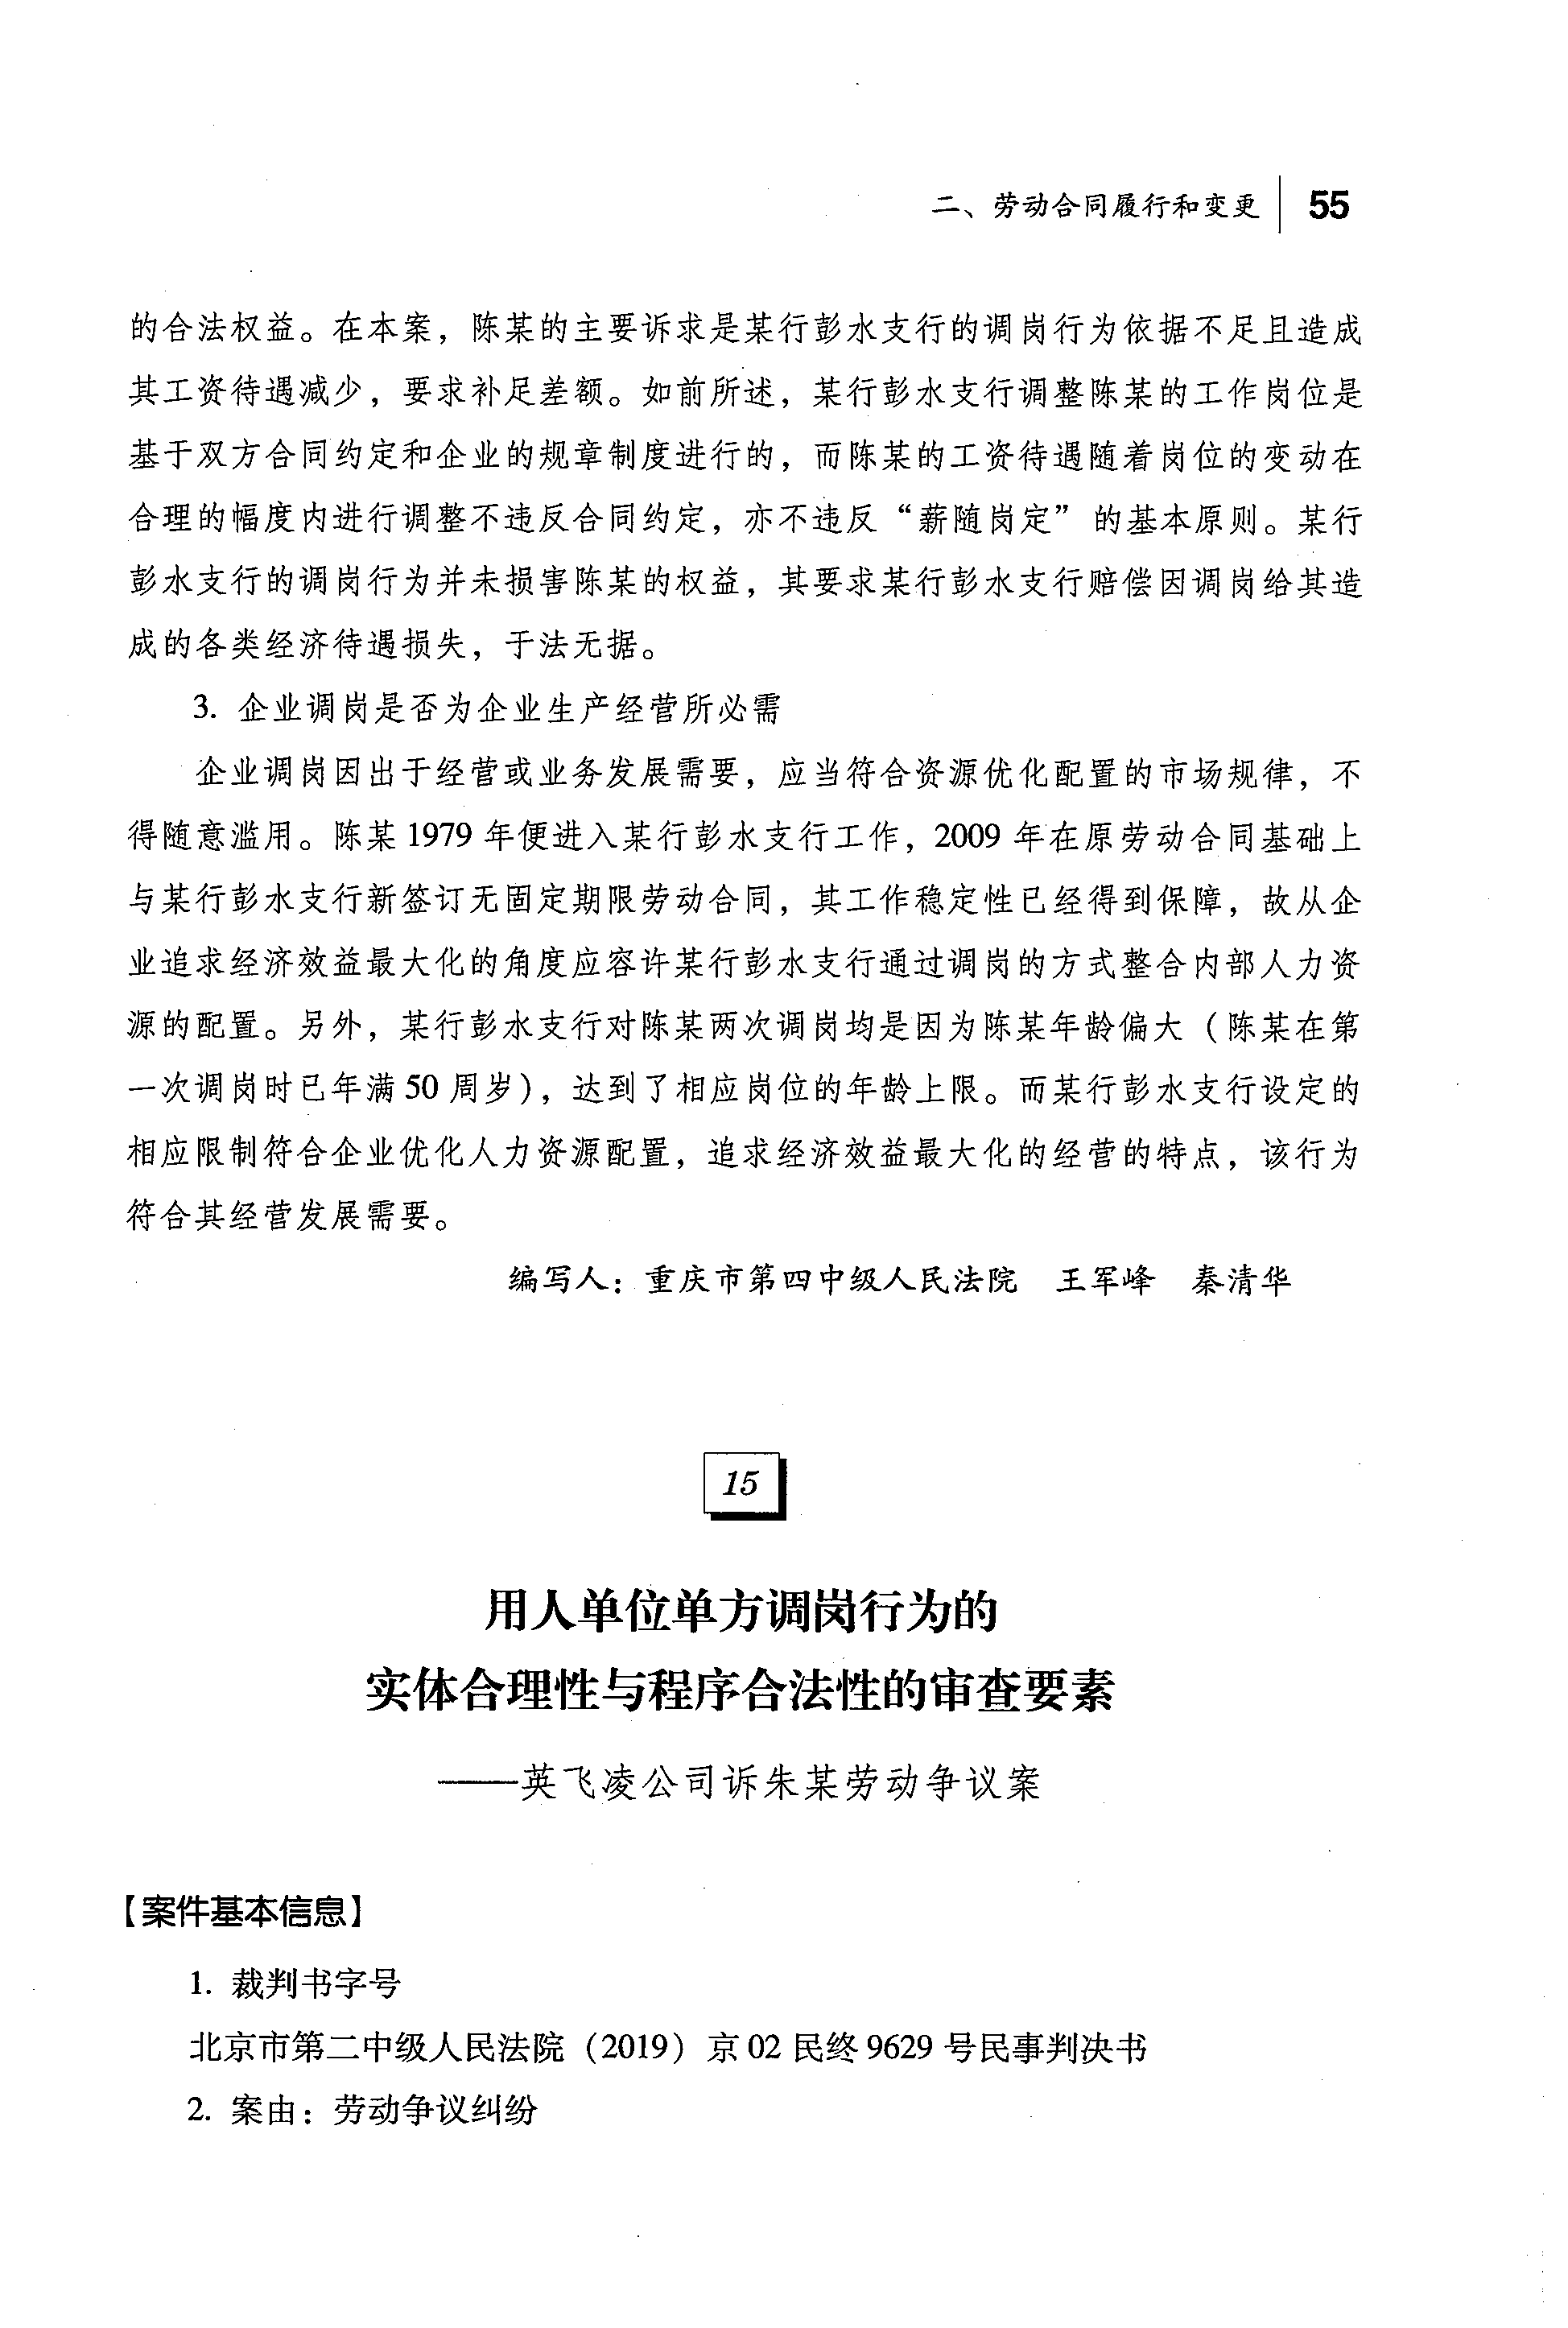 二、劳动合同履行和变更 55
的合法权益。在本案，陈某的主要诉求是某行彭水支行的调岗行为依据不足且造成
其工资待遇减少，要求补足差额。如前所述，某行彭水支行调整陈某的工作岗位是
基于双方合同约定和企业的规章制度进行的，而陈某的工资待遇随着岗位的变动在
合理的幅度内进行调整不违反合同约定，亦不违反“薪随岗定”的基本原则。某行
彭水支行的调岗行为并未损害陈某的权益，其要求某行彭水支行赔偿因调岗给其造
成的各类经济待遇损失，于法无据。
3. 企业调岗是否为企业生产经营所必需
企业调岗因出于经营或业务发展需要，应当符合资源优化配置的市场规律，不
得随意滥用。陈某 1979 年便进入某行彭水支行工作，2009 年在原劳动合同基础上
与某行彭水支行新签订无固定期限劳动合同，其工作稳定性已经得到保障，故从企
业追求经济效益最大化的角度应容许某行彭水支行通过调岗的方式整合内部人力资
源的配置。另外，某行彭水支行对陈某两次调岗均是因为陈某年龄偏大（陈某在第
一次调岗时已年满 50 周岁），达到了相应岗位的年龄上限。而某行彭水支行设定的
相应限制符合企业优化人力资源配置，追求经济效益最大化的经营的特点，该行为
符合其经营发展需要。
编写人：重庆市第四中级人民法院 王军峰 秦清华
15
用人单位单方调岗行为的
实体合理性与程序合法性的审查要素
——英飞凌公司诉朱某劳动争议案
【案件基本信息】
1. 裁判书字号
北京市第二中级人民法院（2019）京 02 民终 9629 号民事判决书
2. 案由：劳动争议纠纷